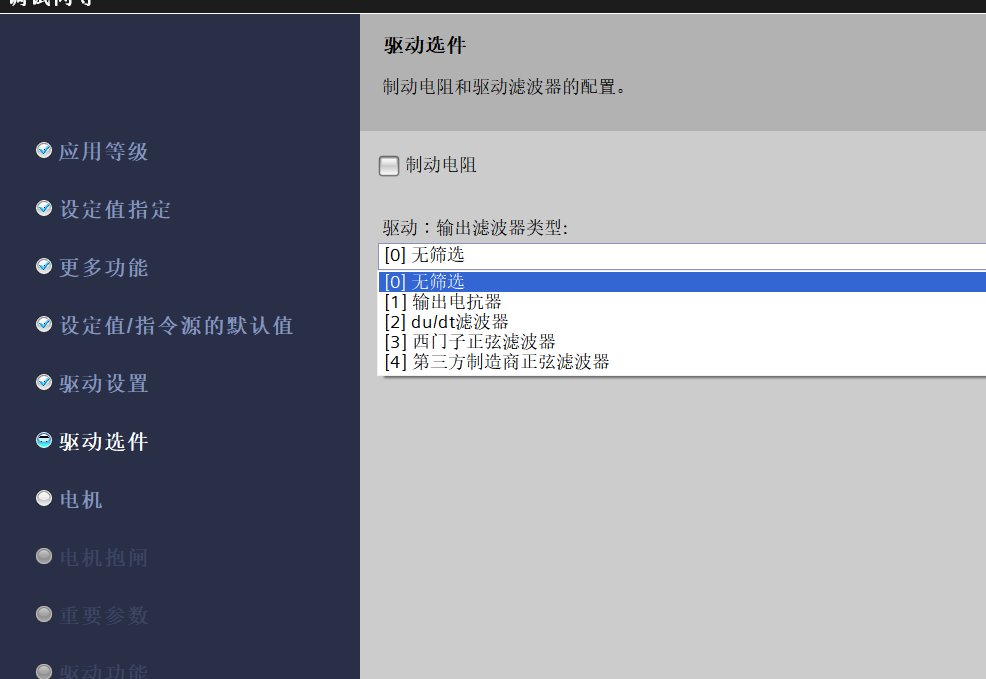 调试向导
应用等级
设定值指定
更多功能
设定值/指令源的默认值
驱动设置
驱动选件
电机
电机抱闸
重要参数
驱动功能
驱动选件
制动电阻和驱动滤波器的配置。
制动电阻
驱动：输出滤波器类型:
[0] 无筛选
[0] 无筛选
[1] 输出电抗器
[2] du/dt滤波器
[3] 西门子正弦滤波器
[4] 第三方制造商正弦滤波器